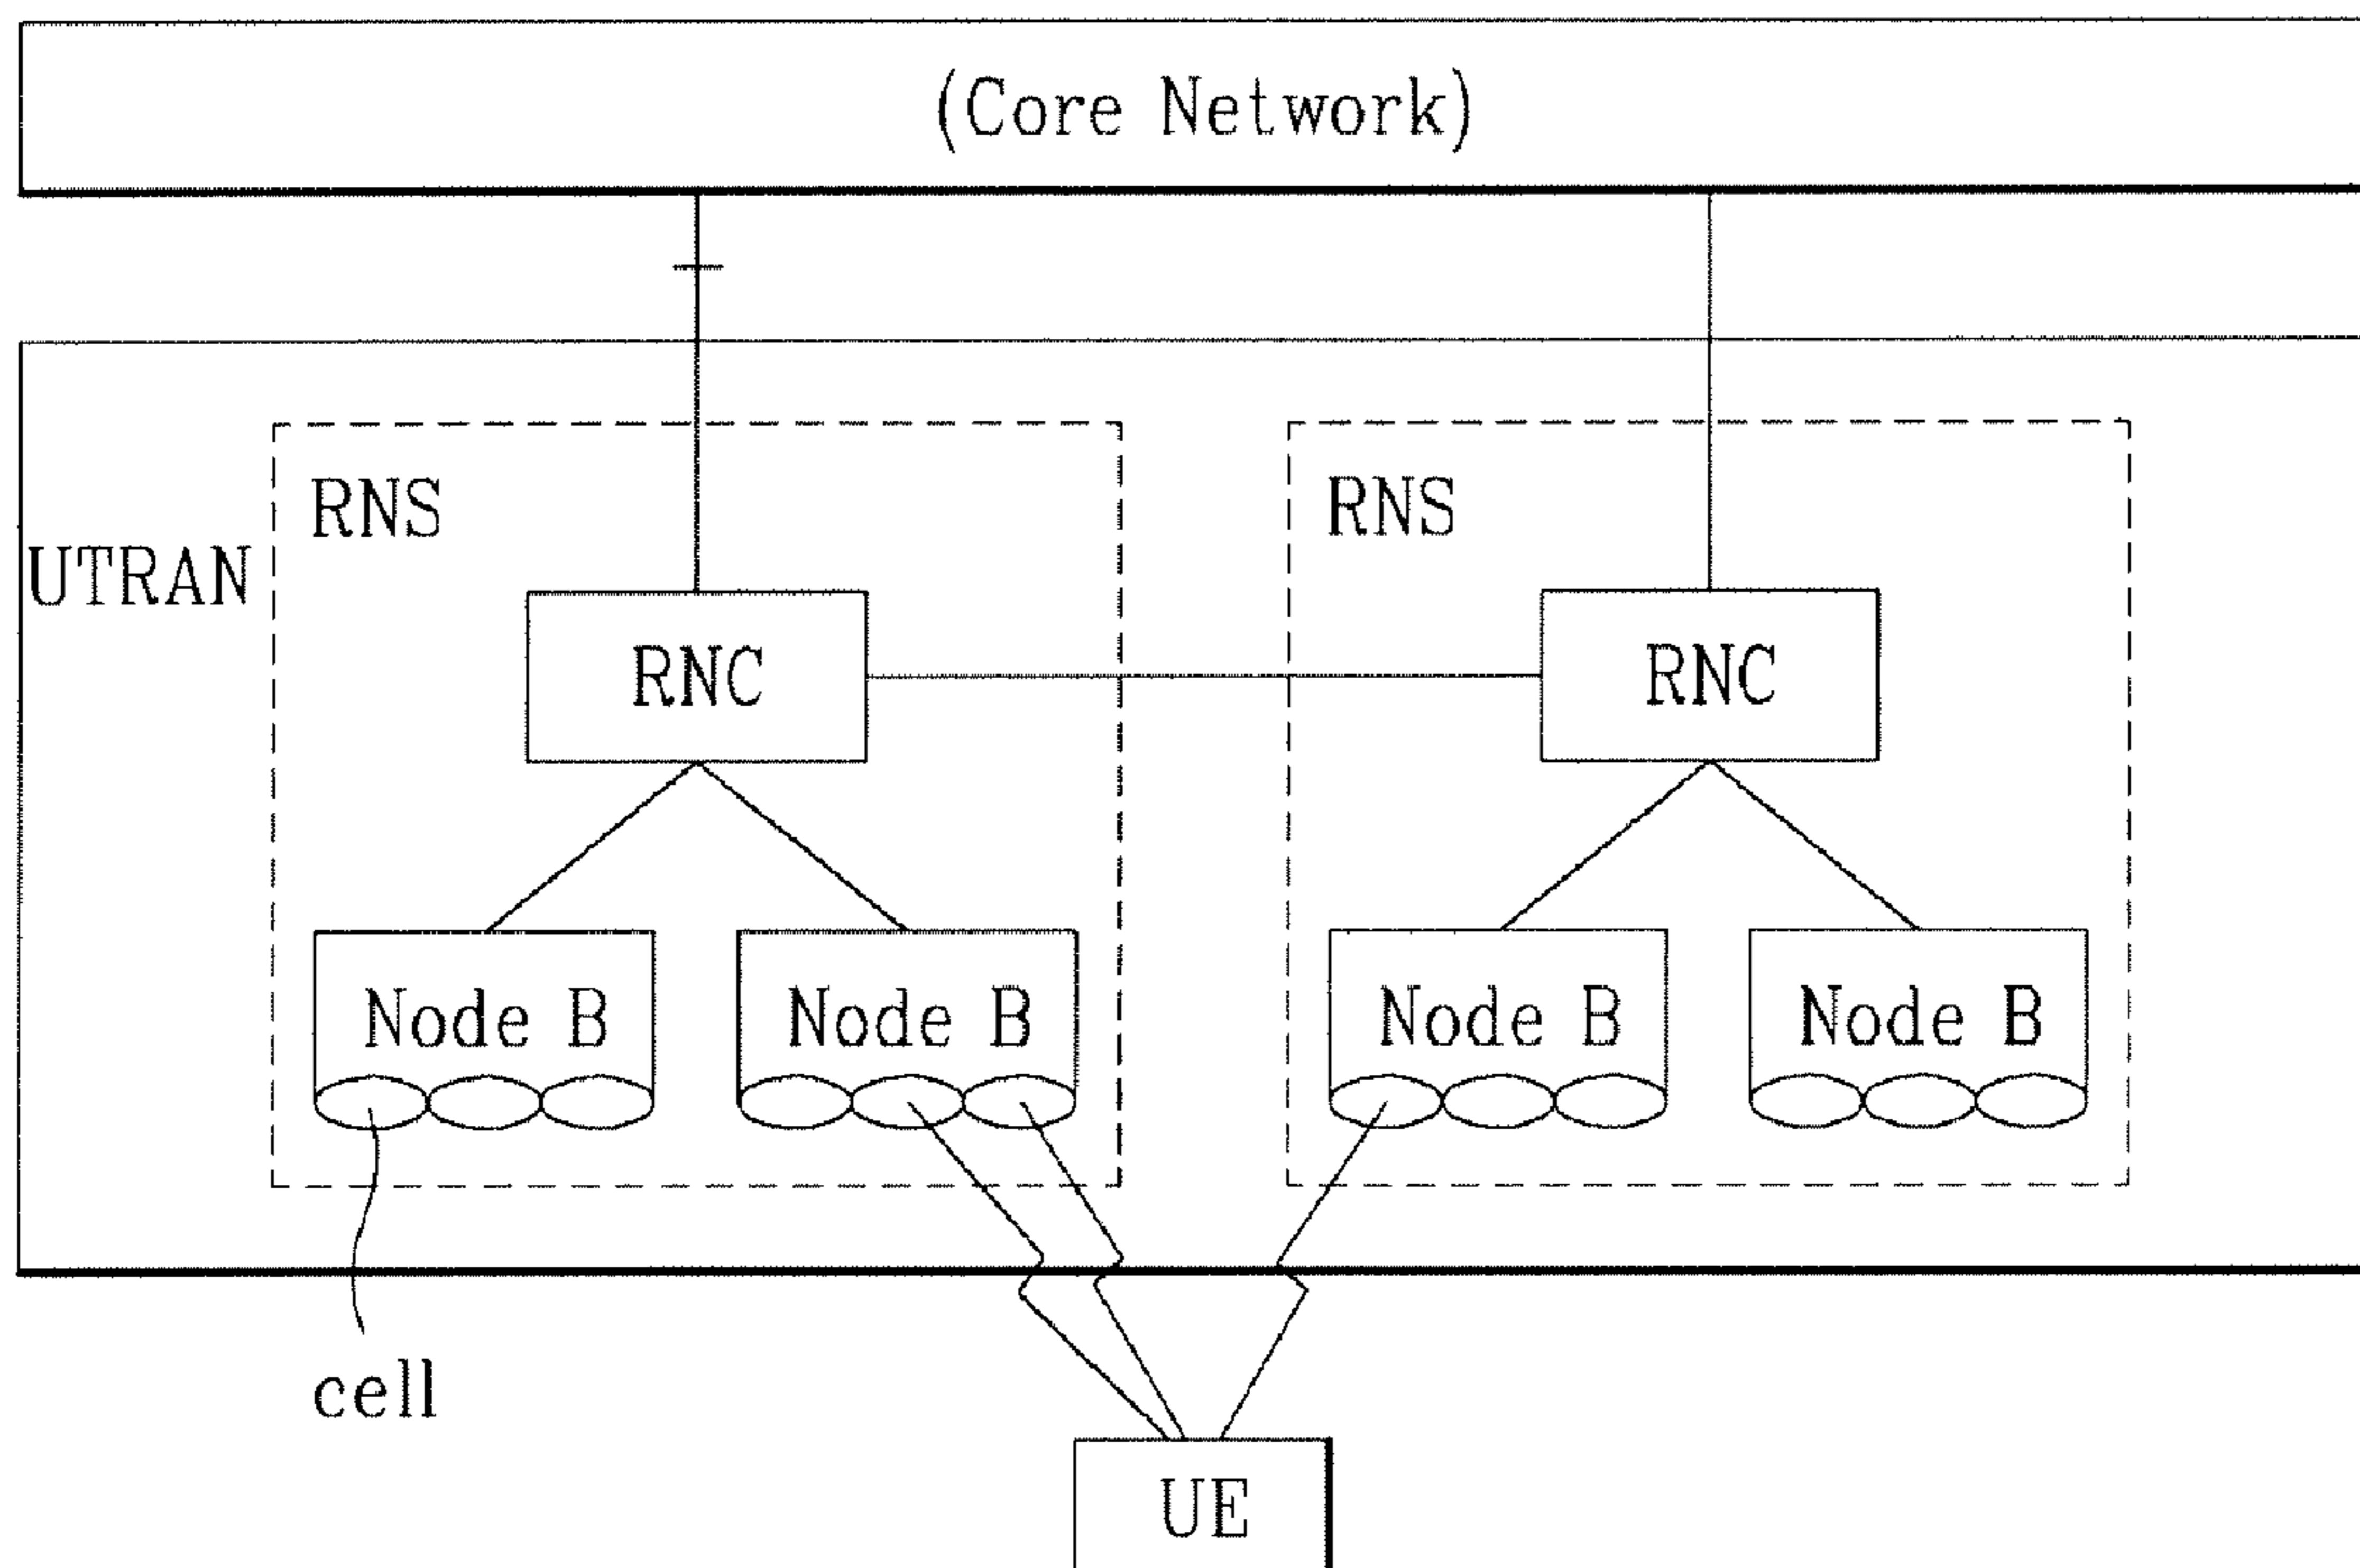 (Core Network)
RNS
RNS
UTRAN
RNC
RNC
Node B
Node B
Node B
Node B
cell
UE